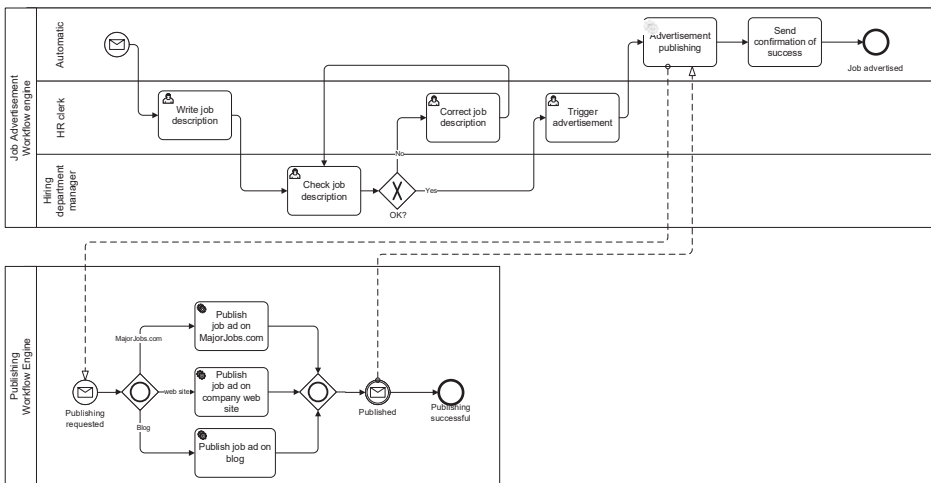 Job Advertisement
Workflow engine
Automatic
Advertisement
publishing
Send
confirmation of
success
Job advertised
HR clerk
Write job
description
Correct job
description
Trigger
advertisement
No
Hiring
department
manager
Check job
description
OK?
Yes
Publishing
Workflow Engine
Publishing
requested
MajorJobs.com
web site
Blog
Publish
job ad on
MajorJobs.com
Publish
job ad on
company web
site
Publish job ad on
blog
Published
Publishing
successful